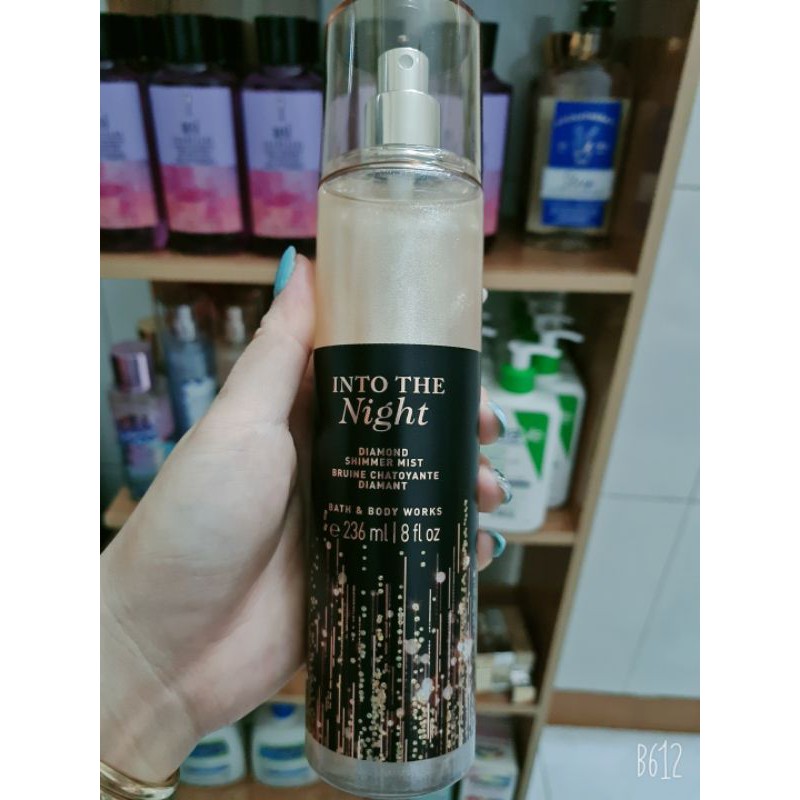 INTO THE
Night
DIAMOND
SHIMMER MIST
BRUINE CHATOYANTE
DIAMANT
BATH & BODY WORKS
e 236 ml | 8 fl oz
B612